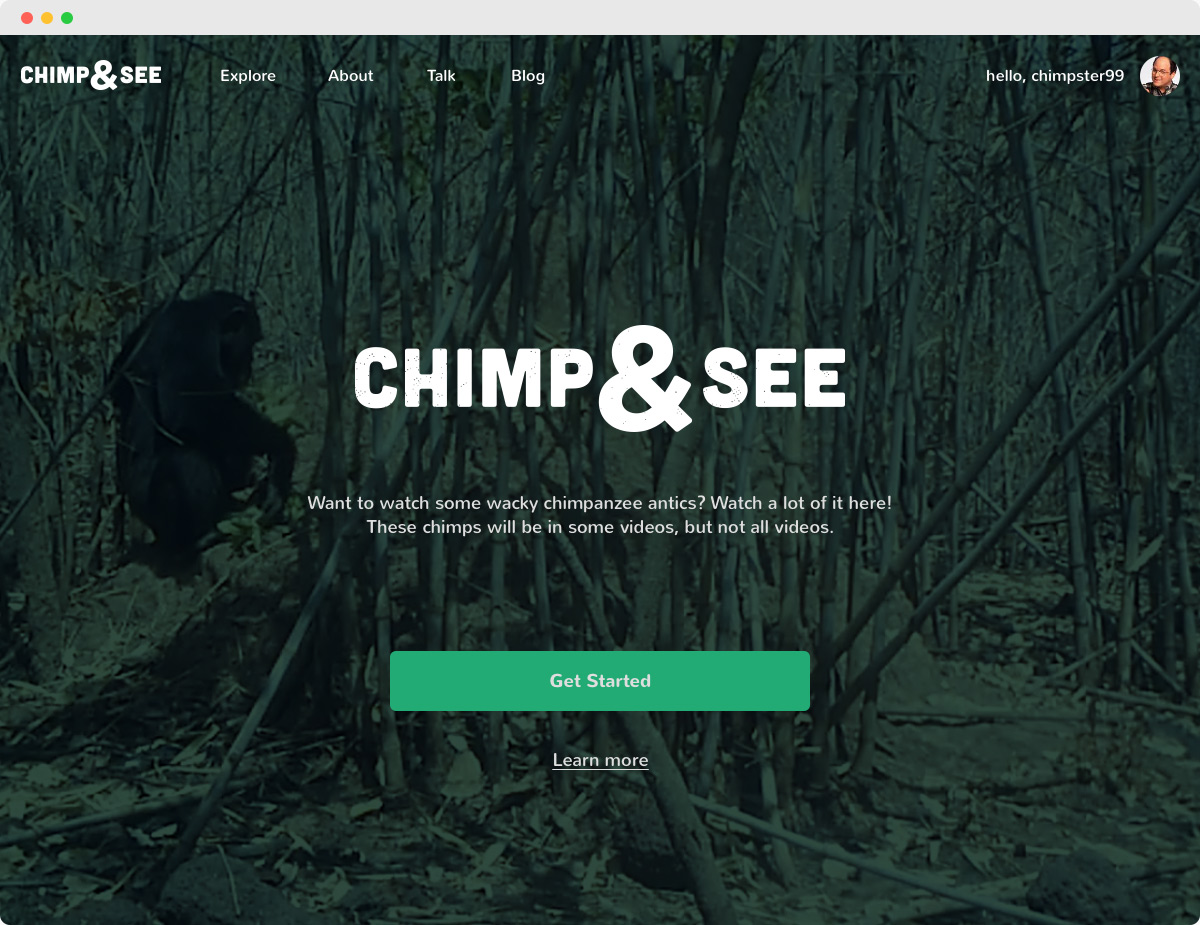 CHIMP&SEE
Explore
About
Talk
Blog
hello, chimpster99
CHIMP&SEE
Want to watch some wacky chimpanzee antics? Watch a lot of it here!
These chimps will be in some videos, but not all videos.
Get Started
Learn more